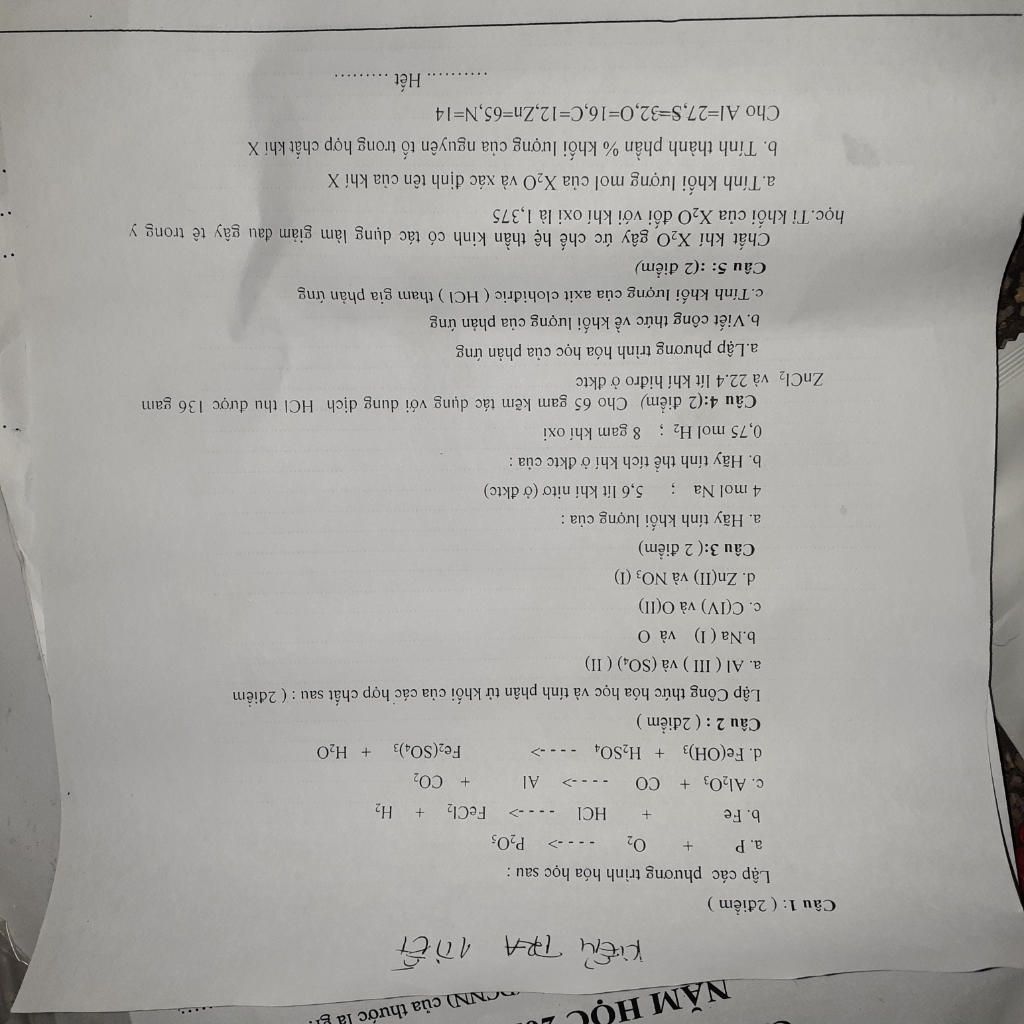 NĂM HỌC
của thước là gì
KIỂM TRA 1 TIẾT
Câu 1: ( 2điểm )
Lập các phương trình hóa học sau :
a. P + O₂ ----> P₂O₅
b. Fe + HCl ----> FeCl₂ + H₂
c. Al₂O₃ + CO ----> Al + CO₂
d. Fe(OH)₃ + H₂SO₄ ----> Fe₂(SO₄)₃ + H₂O
Câu 2 : ( 2điểm )
Lập Công thức hóa học và tính phân tử khối của các hợp chất sau : ( 2điểm
a. Al ( III ) và (SO₄) ( II)
b.Na ( I) và O
c. C(IV) và O(II)
d. Zn(II) và NO₃ (I)
Câu 3:( 2 điểm)
a. Hãy tính khối lượng của :
4 mol Na ; 5,6 lít khí nitơ (ở đktc)
b. Hãy tính thể tích khí ở đktc của :
0,75 mol H₂ ; 8 gam khí oxi
Câu 4:(2 điểm) Cho 65 gam kẽm tác dụng với dung dịch HCl thu được 136 gam
ZnCl₂ và 22.4 lít khí hiđro ở đktc
a.Lập phương trình hóa học của phản ứng
b.Viết công thức về khối lượng của phản ứng
c.Tính khối lượng của axit clohidric ( HCl ) tham gia phản ứng
Câu 5: :(2 điểm)
Chất khí X₂O gây ức chế hệ thần kinh có tác dụng làm giảm đau gây tê trong y
học.Tỉ khối của X₂O đối với khí oxi là 1,375
a.Tính khối lượng mol của X₂O và xác định tên của khí X
b. Tính thành phần % khối lượng của nguyên tố trong hợp chất khí X
Cho Al=27,S=32,O=16,C=12,Zn=65,N=14
.......... Hết .........